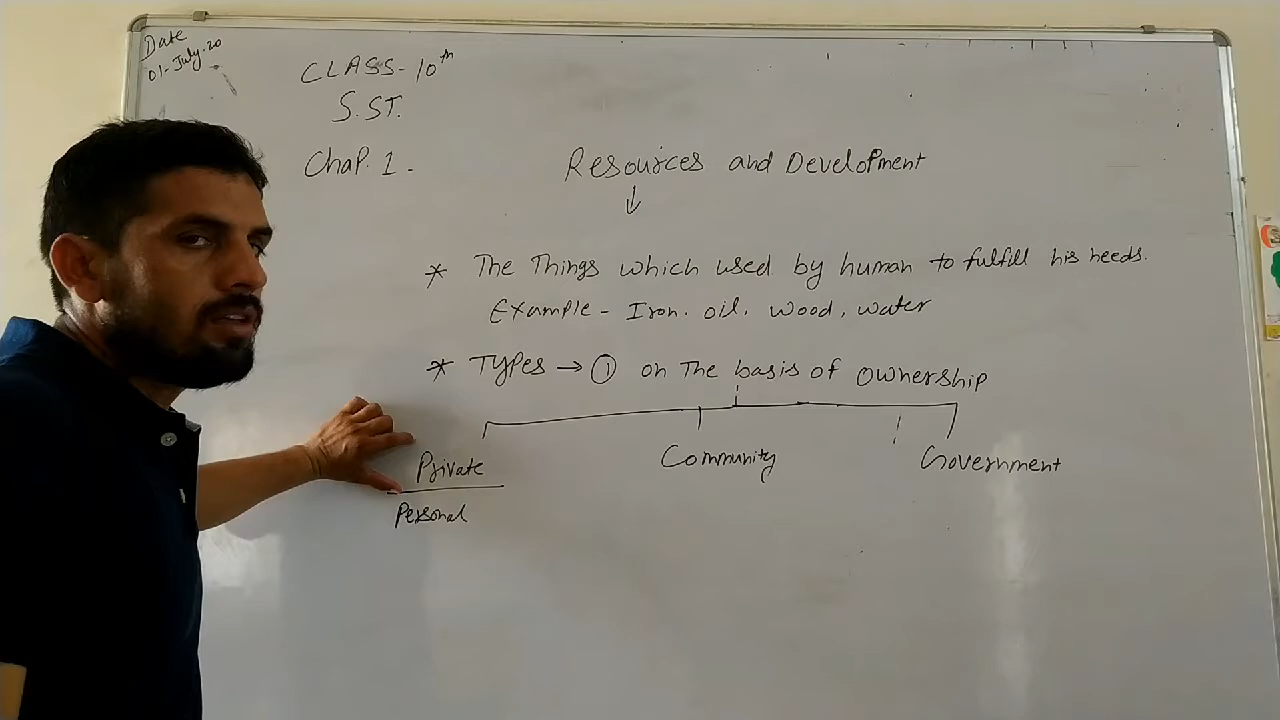 Date
01-July-20
CLASS-10th
S.ST.
Chap. 1.
Resources and Development
* The Things which used by human to fulfill his needs.
Example - Iron. oil, wood, water
* Types → ① on The basis of ownership
Private Community Government
Personal